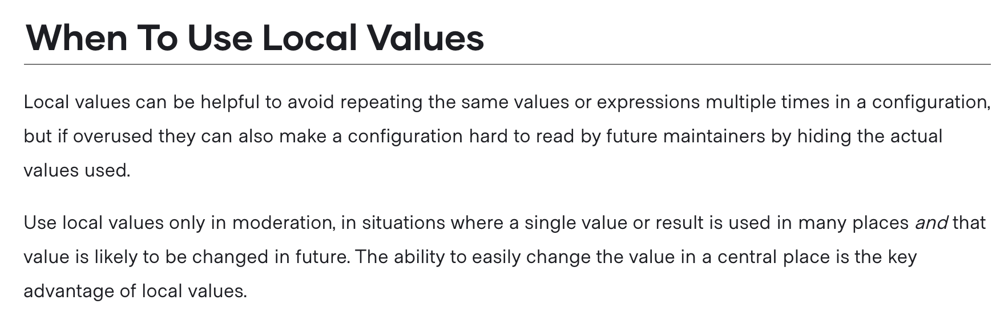 When To Use Local Values
Local values can be helpful to avoid repeating the same values or expressions multiple times in a configuration,
but if overused they can also make a configuration hard to read by future maintainers by hiding the actual
values used.
Use local values only in moderation, in situations where a single value or result is used in many places and that
value is likely to be changed in future. The ability to easily change the value in a central place is the key
advantage of local values.